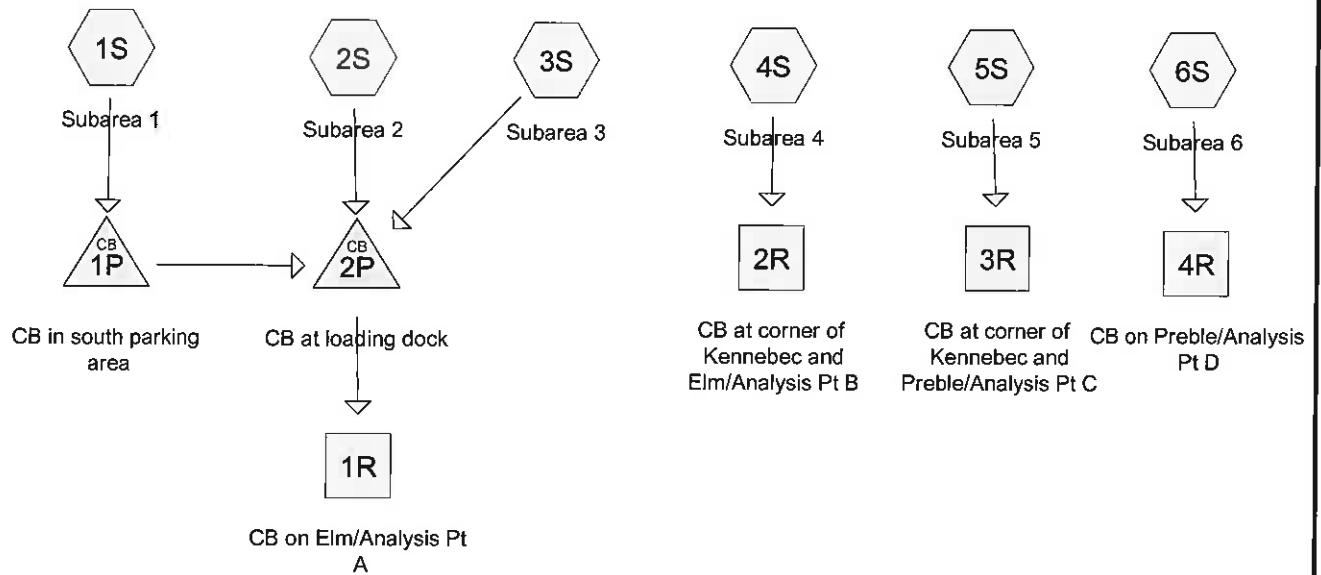 1S
2S
3S
4S
5S
6S
Subarea 1
Subarea 2
Subarea 3
Subarea 4
Subarea 5
Subarea 6
CB
1P
CB
2P
2R
3R
4R
CB in south parking
area
CB at loading dock
CB at corner of
Kennebec and
Elm/Analysis Pt B
CB at corner of
Kennebec and
Preble/Analysis Pt C
CB on Preble/Analysis
Pt D
1R
CB on Elm/Analysis Pt
A